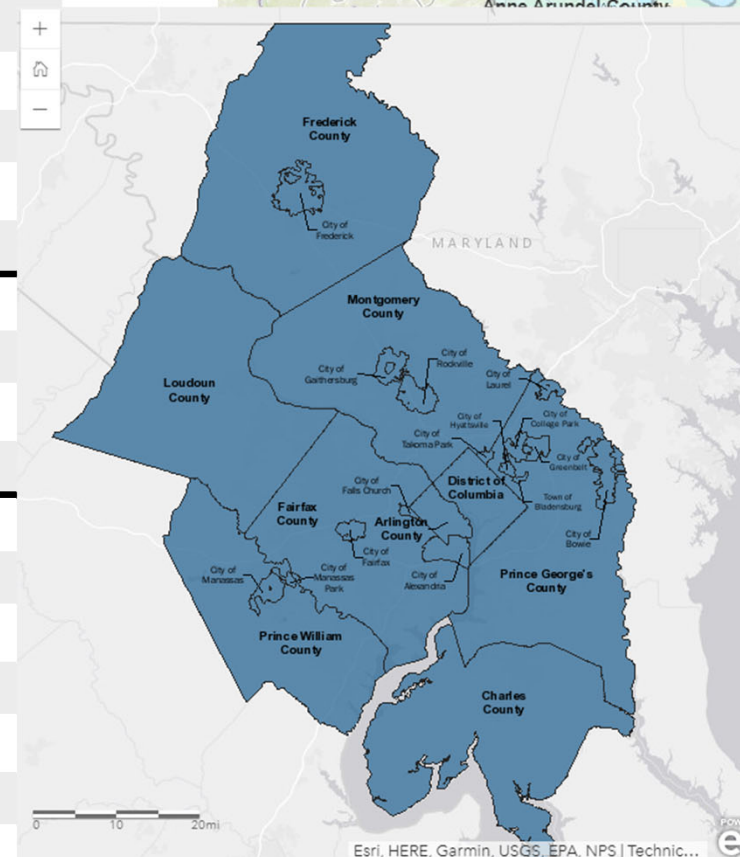 Anne Arundel County
+
−
Frederick
County
City of
Frederick
MARYLAND
Montgomery
County
City of
Rockville
City of
Gaithersburg
City of
Laurel
Loudoun
County
City of
Hyattsville
City of
College Park
City of
Takoma Park
City of
Greenbelt
City of
Falls Church
District of
Columbia
Town of
Bladensburg
Fairfax
County
Arlington
County
City of
Bowie
City of
Fairfax
City of
Manassas
City of
Manassas
Park
City of
Alexandria
Prince George's
County
Prince William
County
Charles
County
0 10 20mi
Esri, HERE, Garmin, USGS, EPA, NPS | Technic...